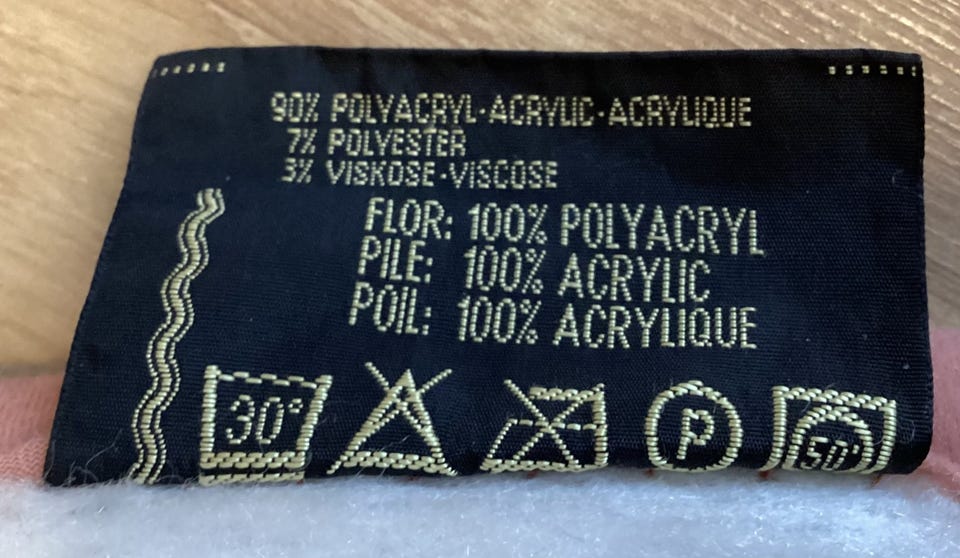 90% POLYACRYL·ACRYLIC·ACRYLIQUE
7% POLYESTER
3% VISKOSE·VISCOSE
FLOR: 100% POLYACRYL
PILE: 100% ACRYLIC
POIL: 100% ACRYLIQUE
30° P 50°